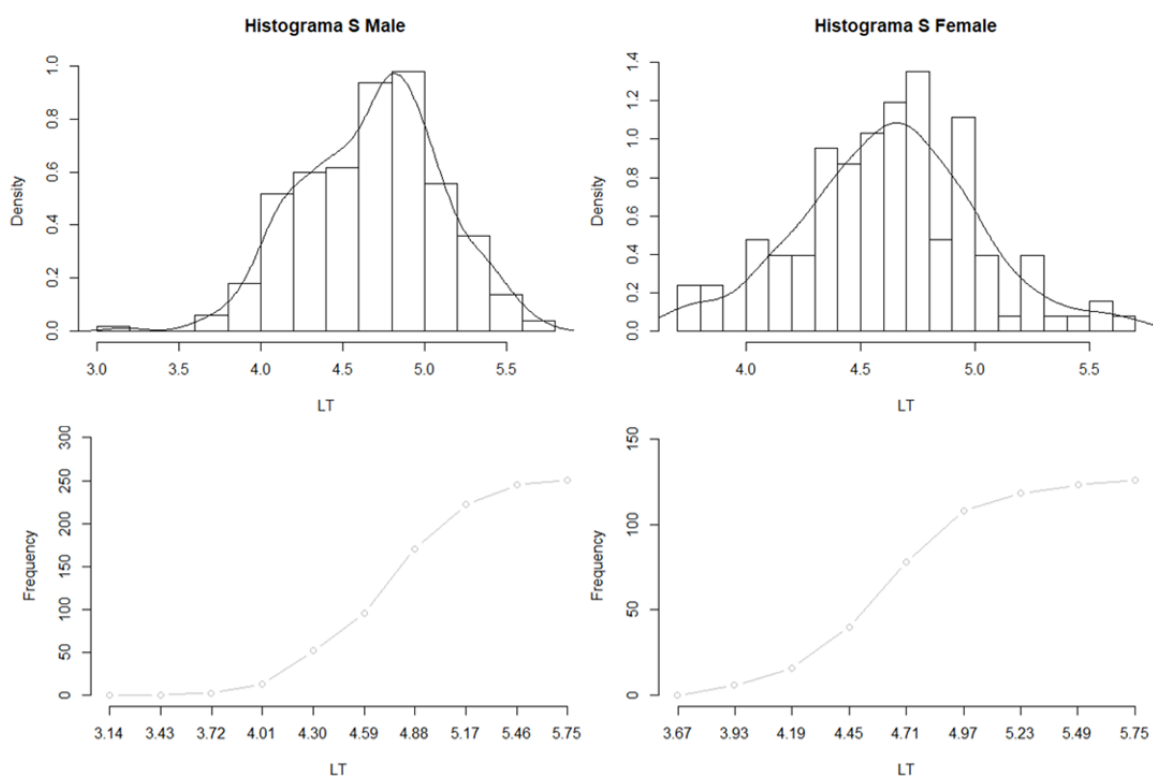 Histograma S Male
Density
0.0 0.2 0.4 0.6 0.8 1.0
3.0 3.5 4.0 4.5 5.0 5.5
LT
Histograma S Female
Density
0.0 0.2 0.4 0.6 0.8 1.0 1.2 1.4
4.0 4.5 5.0 5.5
LT
Frequency
0 50 100 150 200 250 300
3.14 3.43 3.72 4.01 4.30 4.59 4.88 5.17 5.46 5.75
LT
Frequency
0 50 100 150
3.67 3.93 4.19 4.45 4.71 4.97 5.23 5.49 5.75
LT